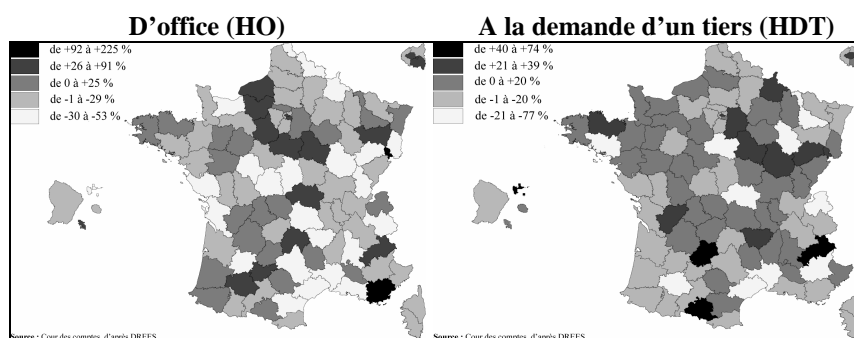 D’office (HO)
de +92 à +225 %
de +26 à +91 %
de 0 à +25 %
de -1 à -29 %
de -30 à -53 %
Source : Cour des comptes, d’après DREES
A la demande d’un tiers (HDT)
de +40 à +74 %
de +21 à +39 %
de 0 à +20 %
de -1 à -20 %
de -21 à -77 %
Source : Cour des comptes, d’après DREES